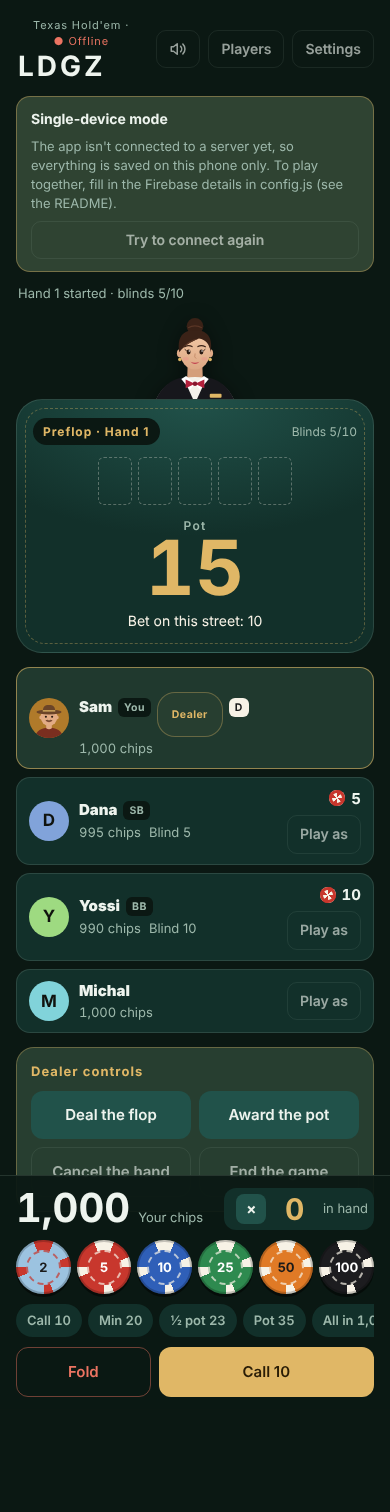 Texas Hold'em ·
Offline
LDGZ
Players
Settings
Single-device mode
The app isn't connected to a server yet, so
everything is saved on this phone only. To play
together, fill in the Firebase details in config.js (see
the README).
Try to connect again
Hand 1 started · blinds 5/10
Preflop · Hand 1
Blinds 5/10
Pot
15
Bet on this street: 10
Sam You Dealer D
1,000 chips
D
Dana SB
995 chips Blind 5
5
Play as
Y
Yossi BB
990 chips Blind 10
10
Play as
M
Michal
1,000 chips
Play as
Dealer controls
Deal the flop
Award the pot
Cancel the hand
End the game
1,000 Your chips
× 0 in hand
2 5 10 25 50 100
Call 10
Min 20
½ pot 23
Pot 35
All in 1,0
Fold
Call 10